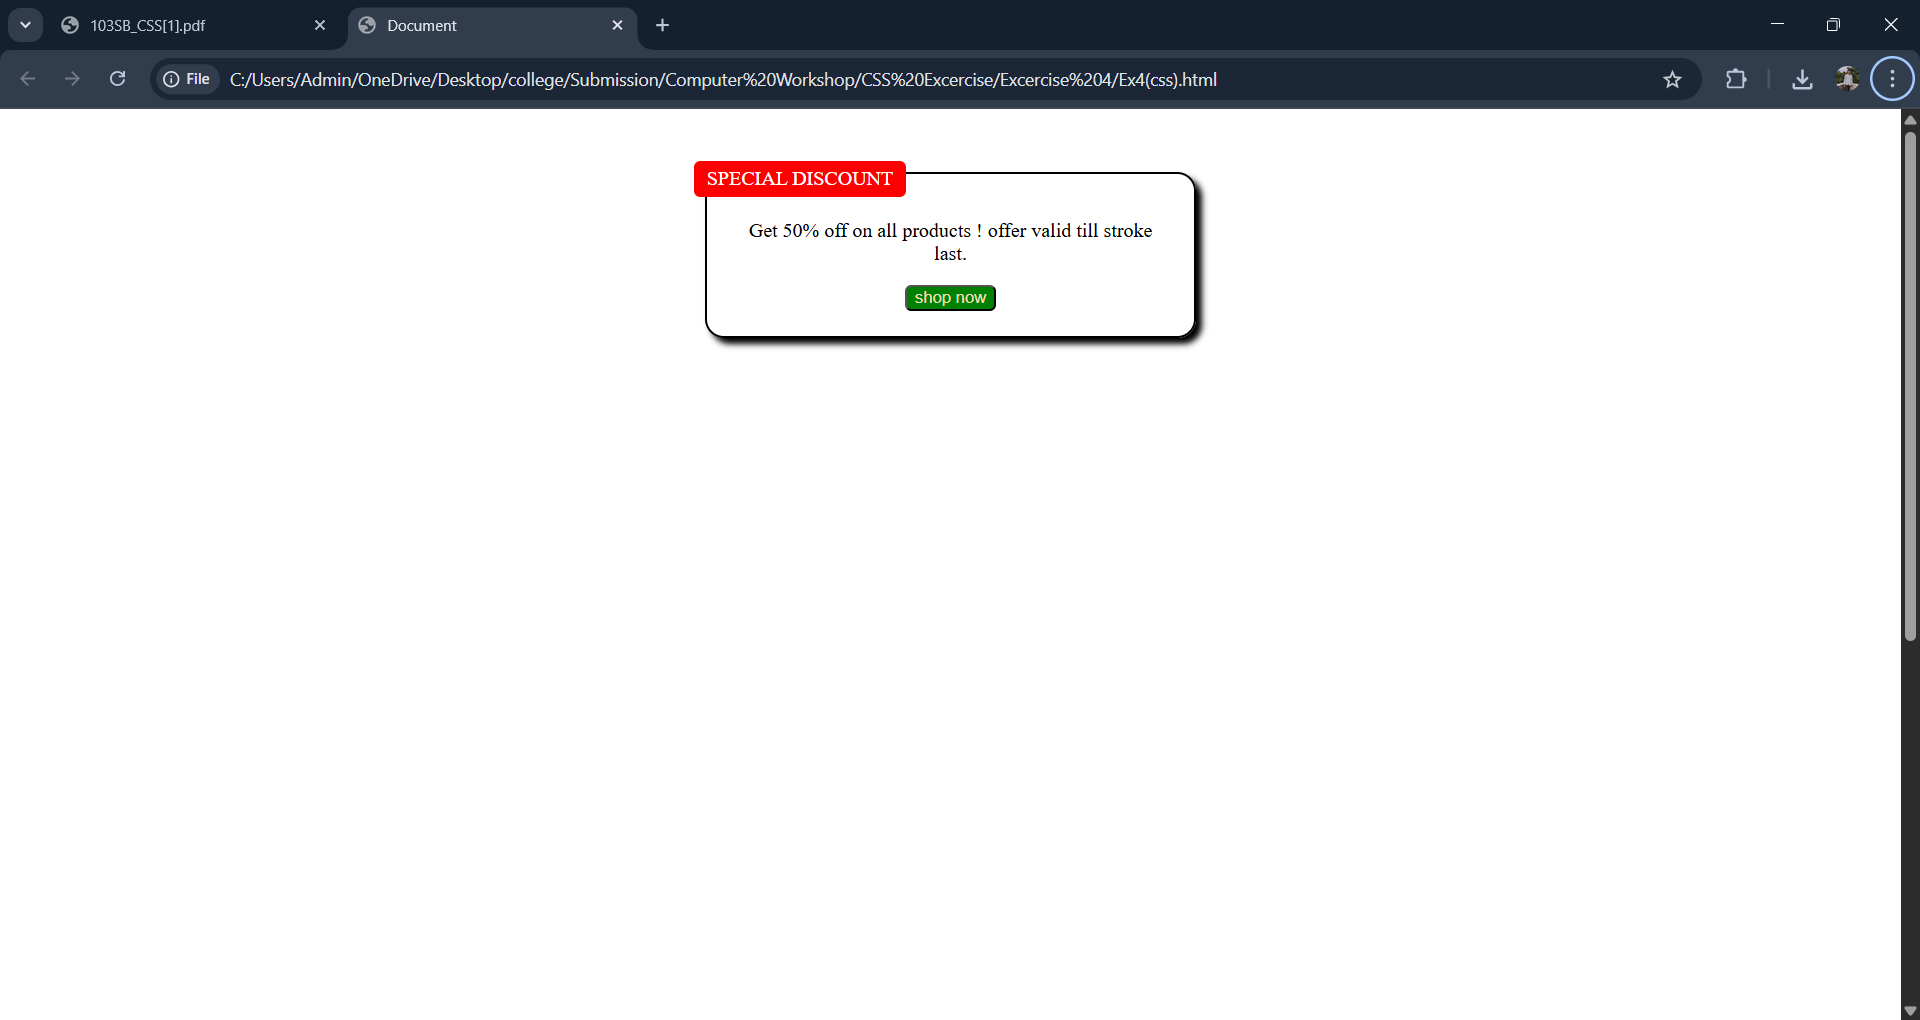 103SB_CSS[1].pdf
Document
File
C:/Users/Admin/OneDrive/Desktop/college/Submission/Computer%20Workshop/CSS%20Excercise/Excercise%204/Ex4(css).html
SPECIAL DISCOUNT
Get 50% off on all products ! offer valid till stroke
last.
shop now